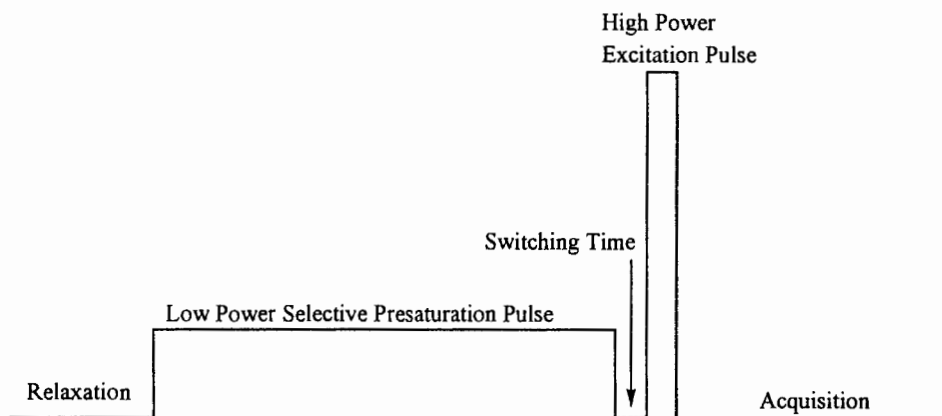 High Power
Excitation Pulse
Switching Time
Low Power Selective Presaturation Pulse
Relaxation
Acquisition